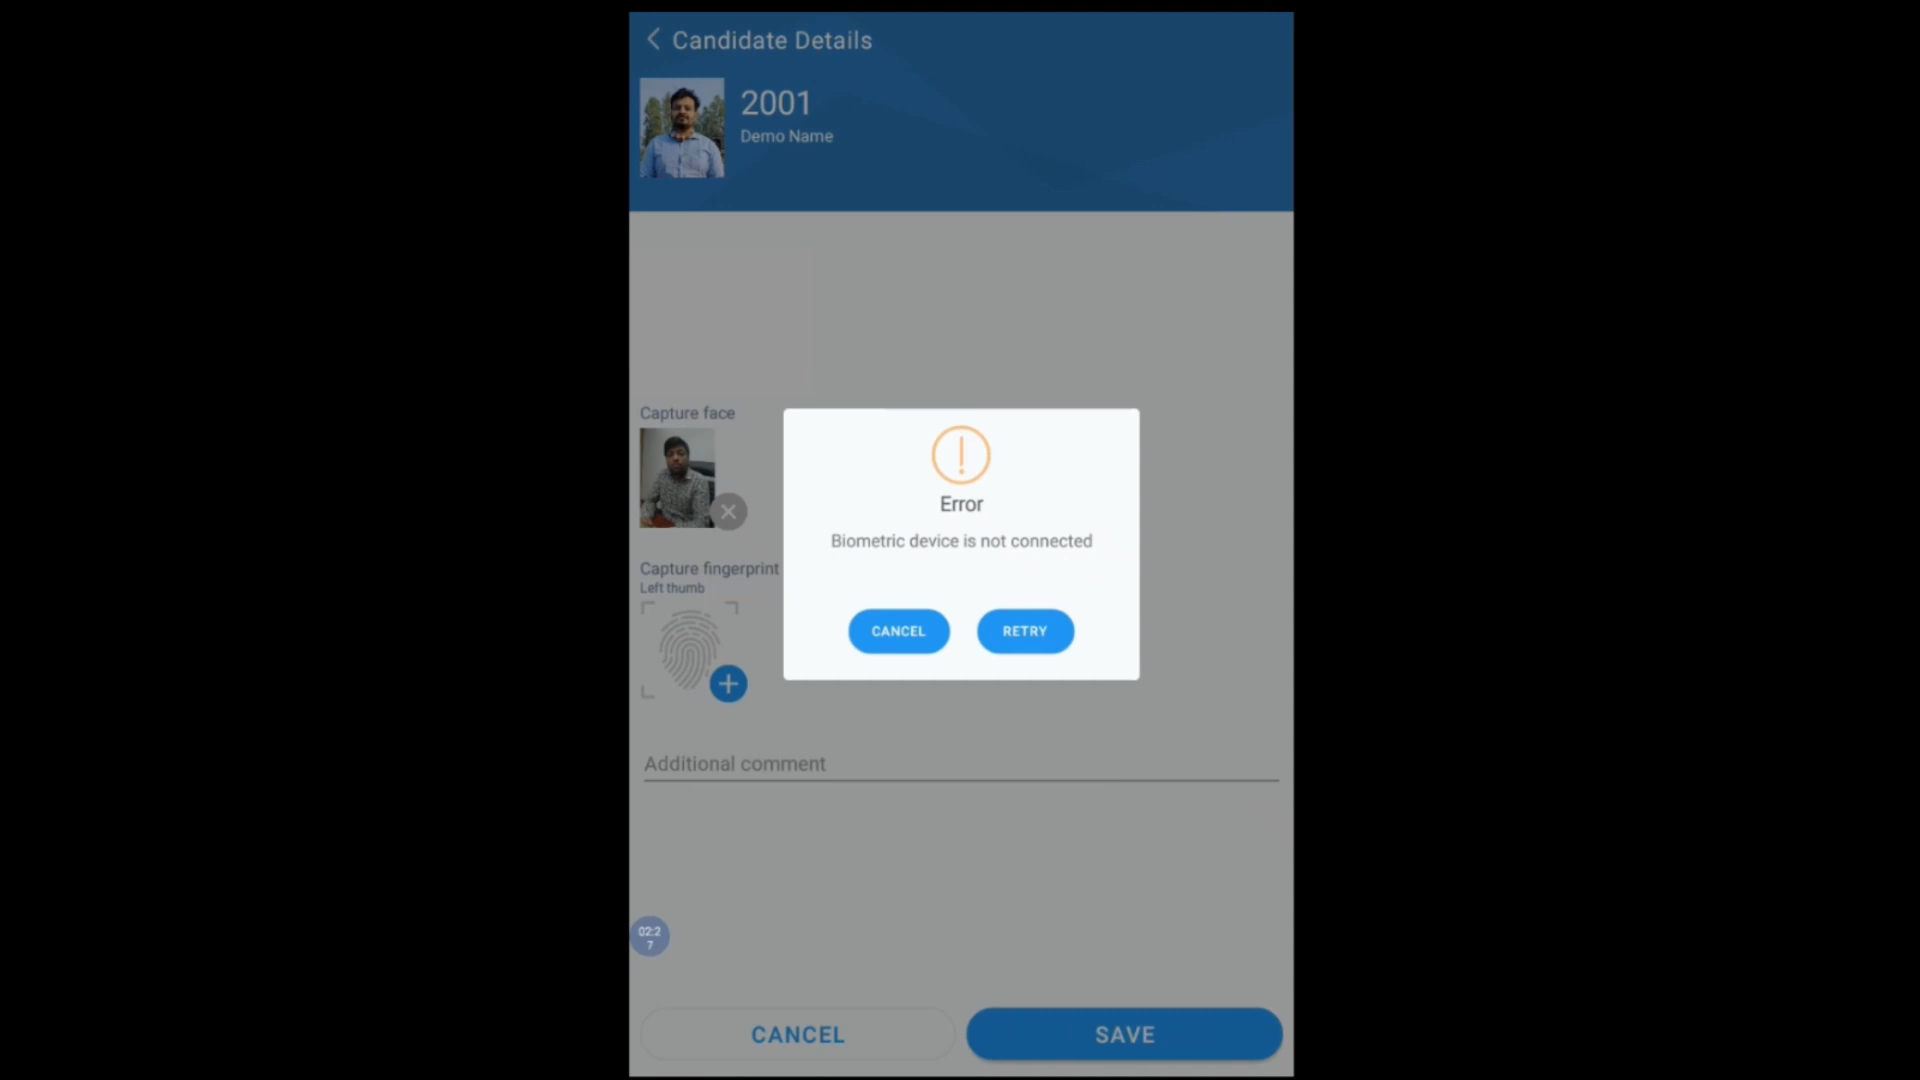 Candidate Details
2001
Demo Name
Capture face
Capture fingerprint
Left thumb
Error
Biometric device is not connected
CANCEL
RETRY
Additional comment
02:2
7
CANCEL
SAVE